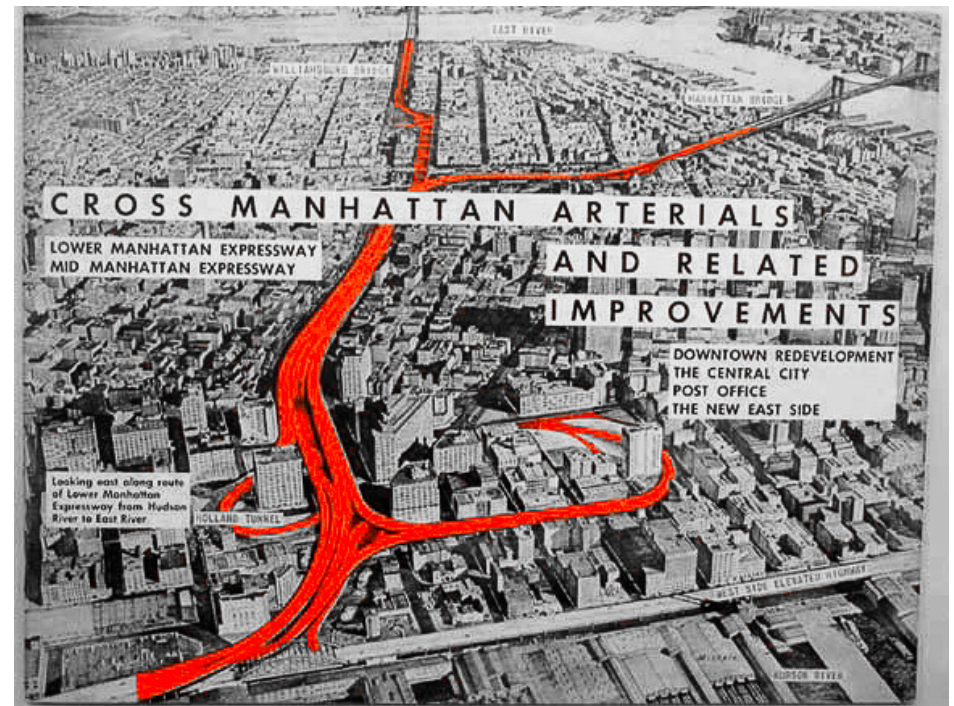 EAST RIVER
WILLIAMSBURG BRIDGE
MANHATTAN BRIDGE
CROSS MANHATTAN ARTERIALS
AND RELATED
IMPROVEMENTS
LOWER MANHATTAN EXPRESSWAY
MID MANHATTAN EXPRESSWAY
DOWNTOWN REDEVELOPMENT
THE CENTRAL CITY
POST OFFICE
THE NEW EAST SIDE
Looking east along route
of Lower Manhattan
Expressway from Hudson
River to East River
HOLLAND TUNNEL
WEST SIDE ELEVATED HIGHWAY
HUDSON RIVER